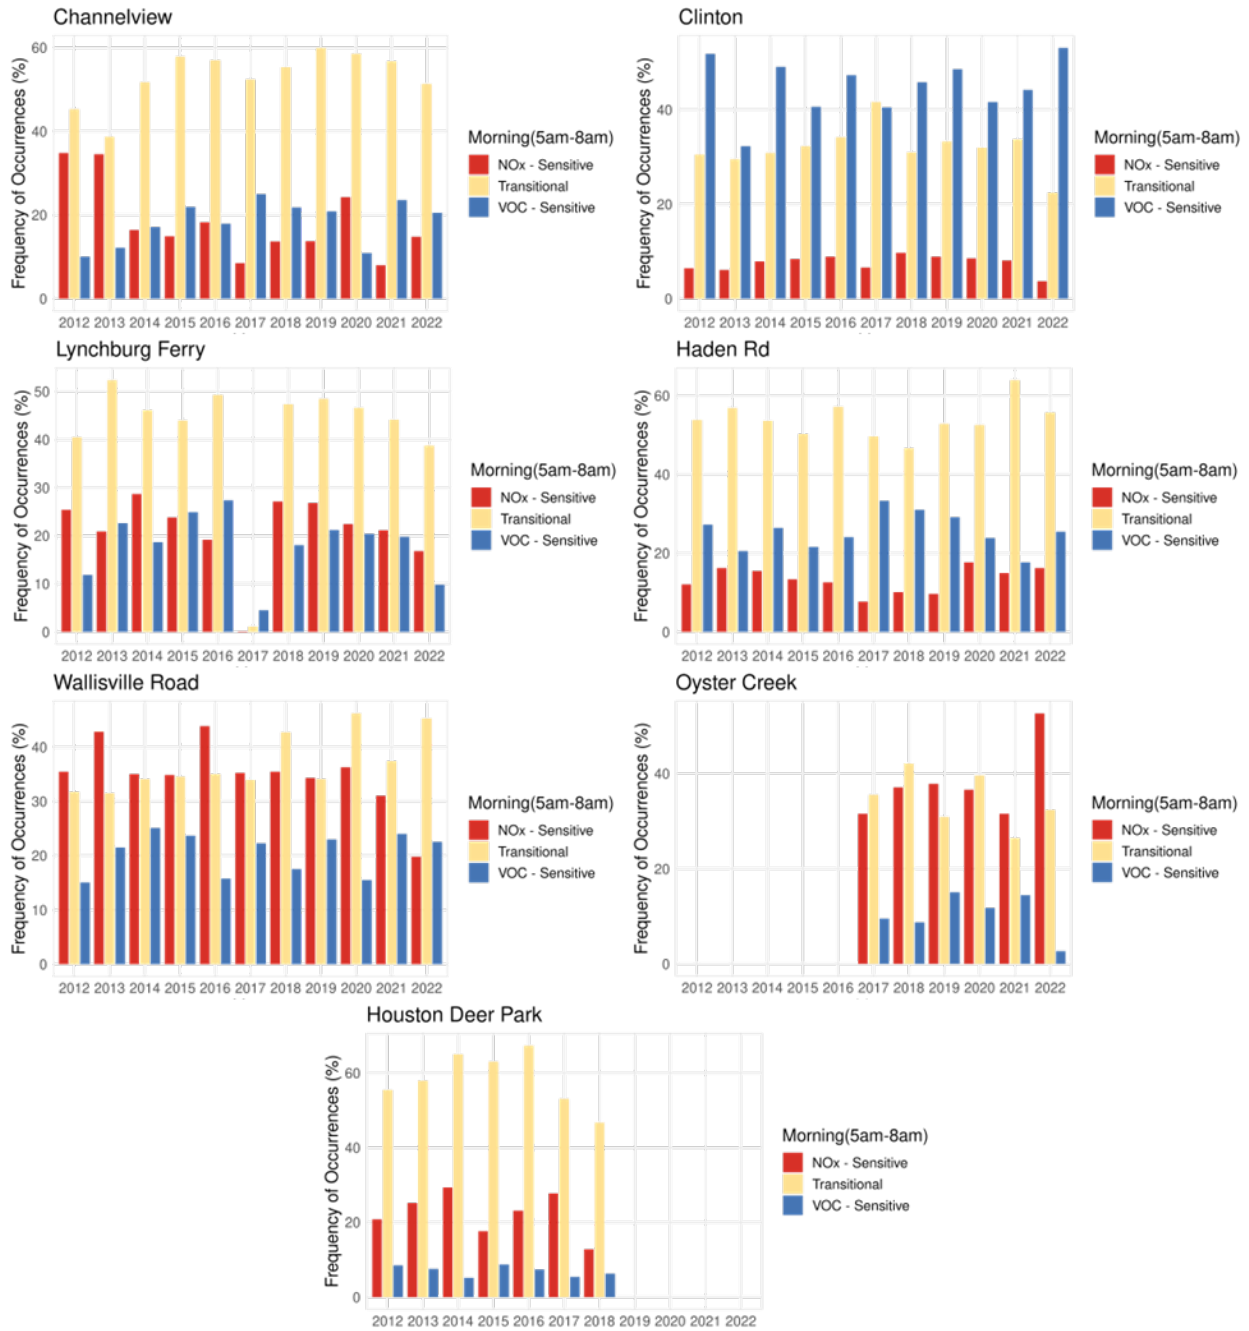 Channelview
Frequency of Occurrences (%)
60
40
20
0
2012 2013 2014 2015 2016 2017 2018 2019 2020 2021 2022
Morning(5am-8am)
NOx - Sensitive
Transitional
VOC - Sensitive
Clinton
Frequency of Occurrences (%)
40
20
0
2012 2013 2014 2015 2016 2017 2018 2019 2020 2021 2022
Morning(5am-8am)
NOx - Sensitive
Transitional
VOC - Sensitive
Lynchburg Ferry
Frequency of Occurrences (%)
50
40
30
20
10
0
2012 2013 2014 2015 2016 2017 2018 2019 2020 2021 2022
Morning(5am-8am)
NOx - Sensitive
Transitional
VOC - Sensitive
Haden Rd
Frequency of Occurrences (%)
60
40
20
0
2012 2013 2014 2015 2016 2017 2018 2019 2020 2021 2022
Morning(5am-8am)
NOx - Sensitive
Transitional
VOC - Sensitive
Wallisville Road
Frequency of Occurrences (%)
40
30
20
10
0
2012 2013 2014 2015 2016 2017 2018 2019 2020 2021 2022
Morning(5am-8am)
NOx - Sensitive
Transitional
VOC - Sensitive
Oyster Creek
Frequency of Occurrences (%)
40
20
0
2012 2013 2014 2015 2016 2017 2018 2019 2020 2021 2022
Morning(5am-8am)
NOx - Sensitive
Transitional
VOC - Sensitive
Houston Deer Park
Frequency of Occurrences (%)
60
40
20
0
2012 2013 2014 2015 2016 2017 2018 2019 2020 2021 2022
Morning(5am-8am)
NOx - Sensitive
Transitional
VOC - Sensitive